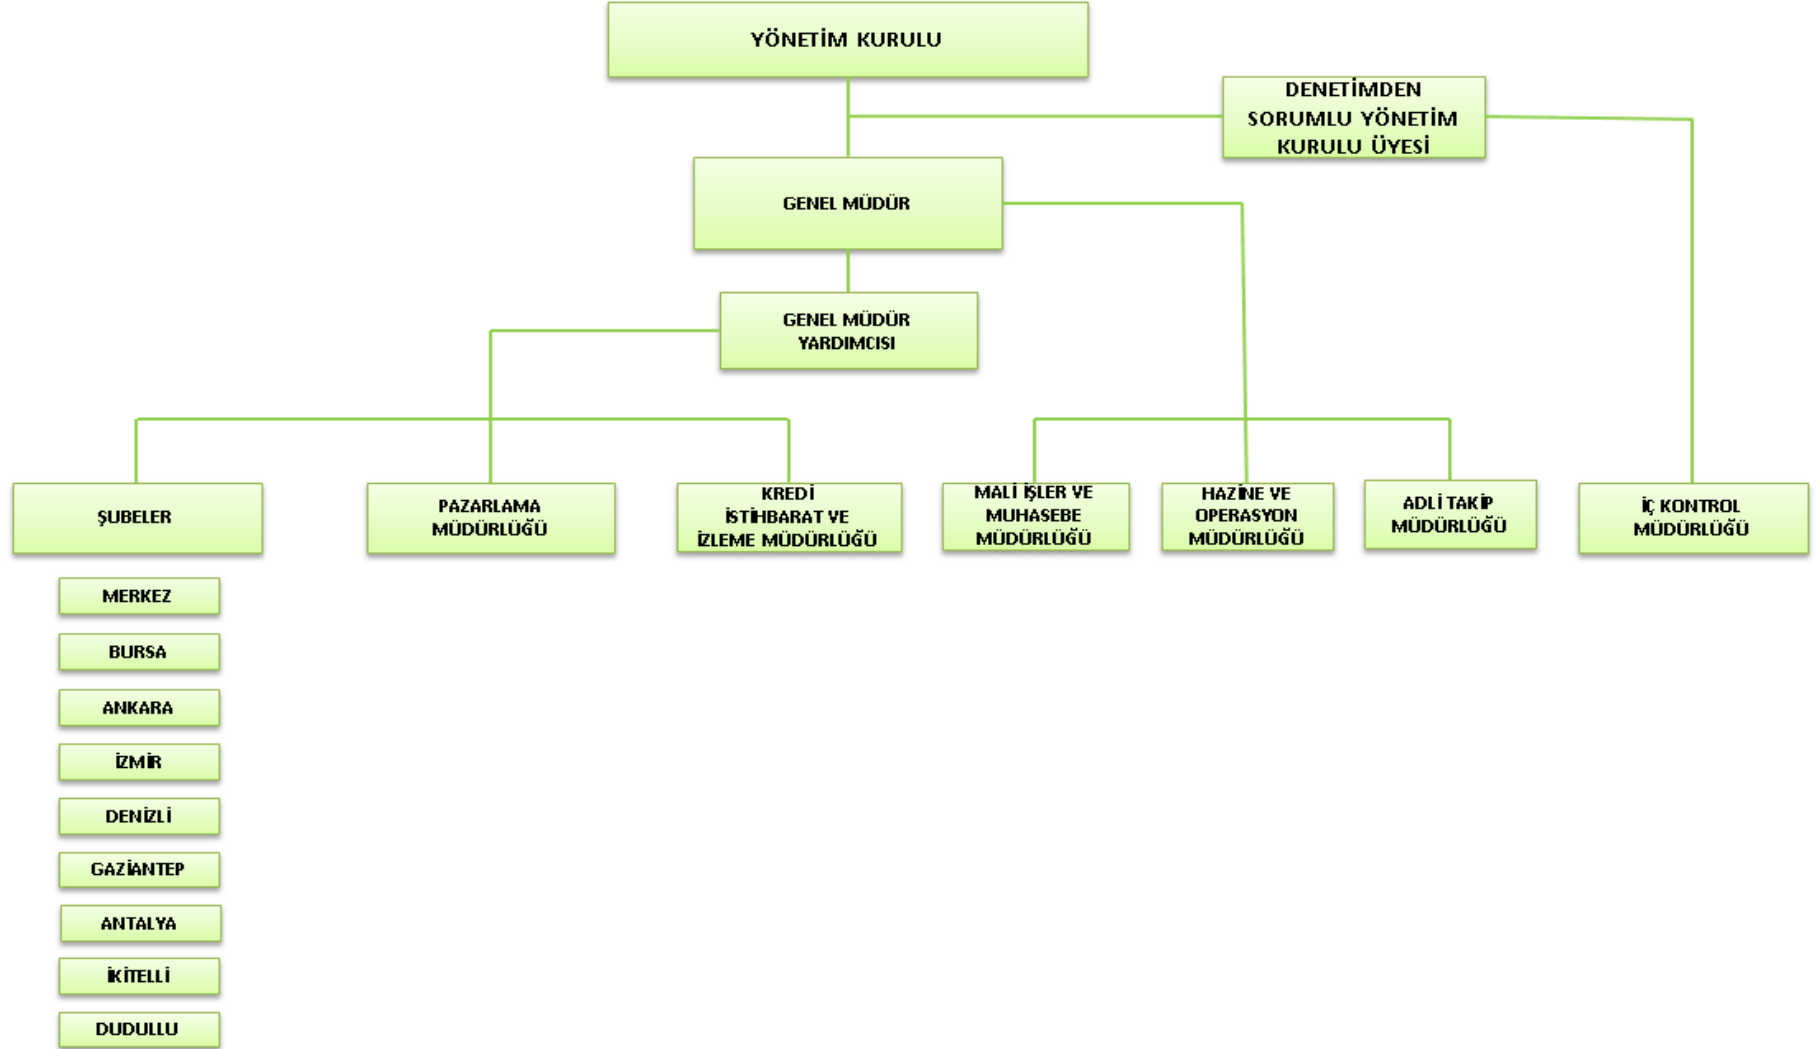 YÖNETİM KURULU
DENETİMDEN
SORUMLU YÖNETİM
KURULU ÜYESİ
GENEL MÜDÜR
GENEL MÜDÜR
YARDIMCISI
ŞUBELER
PAZARLAMA
MÜDÜRLÜĞÜ
KREDİ
İSTİHBARAT VE
İZLEME MÜDÜRLÜĞÜ
MALİ İŞLER VE
MUHASEBE
MÜDÜRLÜĞÜ
HAZİNE VE
OPERASYON
MÜDÜRLÜĞÜ
ADLİ TAKİP
MÜDÜRLÜĞÜ
İÇ KONTROL
MÜDÜRLÜĞÜ
MERKEZ
BURSA
ANKARA
İZMİR
DENİZLİ
GAZİANTEP
ANTALYA
İKİTELLİ
DUDULLU